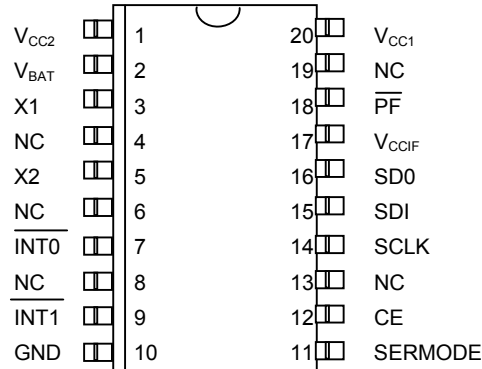 VCC2 1 20 VCC1
VBAT 2 19 NC
X1 3 18 PF
NC 4 17 VCCIF
X2 5 16 SD0
NC 6 15 SDI
INT0 7 14 SCLK
NC 8 13 NC
INT1 9 12 CE
GND 10 11 SERMODE